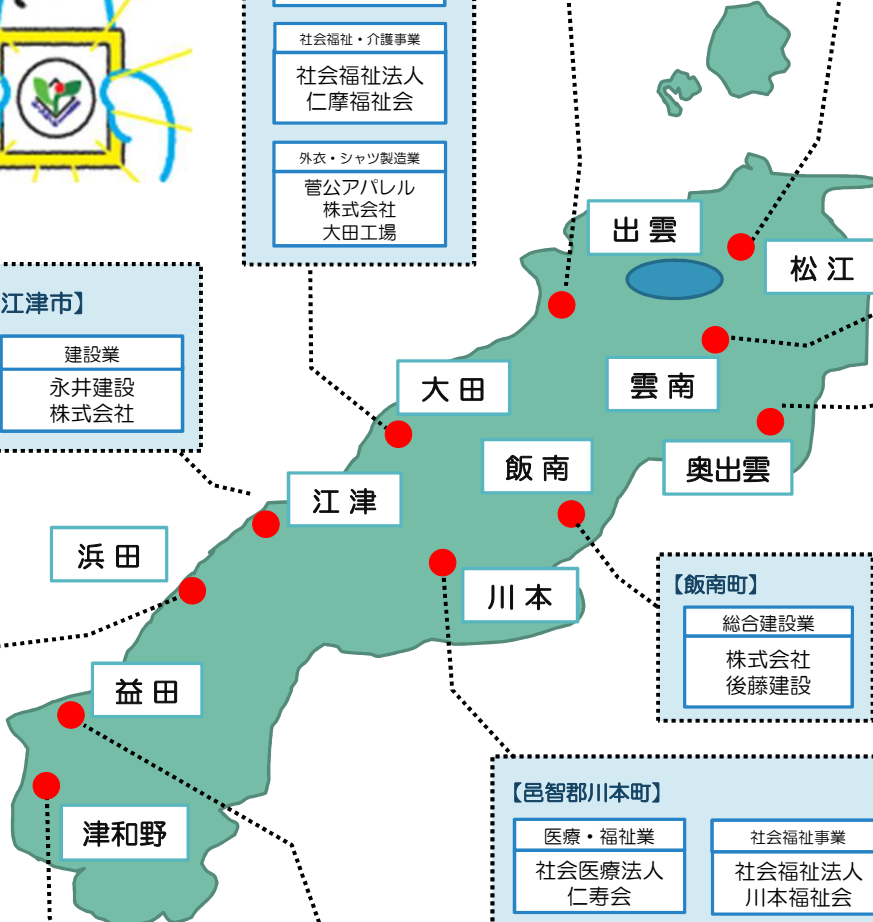 社会福祉・介護事業
社会福祉法人
仁摩福祉会
外衣・シャツ製造業
菅公アパレル
株式会社
大田工場
江津市】
建設業
永井建設
株式会社
出雲
松江
雲南
大田
飯南
奥出雲
江津
浜田
川本
益田
津和野
【飯南町】
総合建設業
株式会社
後藤建設
【邑智郡川本町】
医療・福祉業
社会医療法人
仁寿会
社会福祉事業
社会福祉法人
川本福祉会